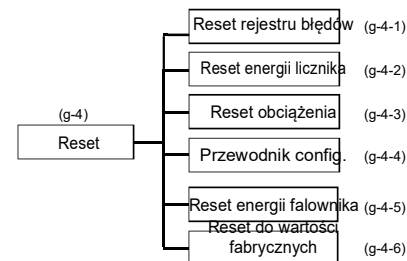 Reset rejestru błędów (g-4-1)
Reset energii licznika (g-4-2)
Reset obciążenia (g-4-3)
(g-4)
Reset
Przewodnik config. (g-4-4)
Reset energii falownika (g-4-5)
Reset do wartości
fabrycznych (g-4-6)